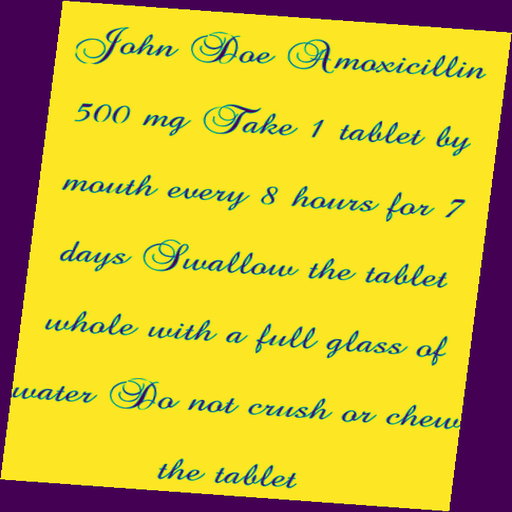 John Doe Amoxicillin
500 mg Take 1 tablet by
mouth every 8 hours for 7
days Swallow the tablet
whole with a full glass of
water Do not crush or chew
the tablet